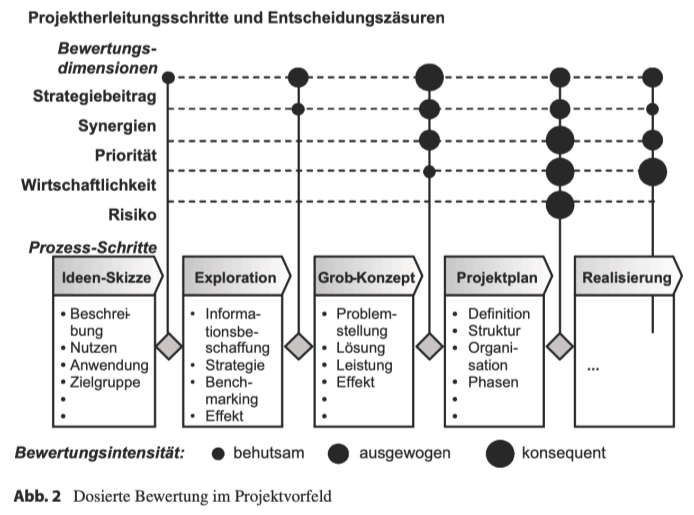 Projektherleitungsschritte und Entscheidungszäsuren
Bewertungs-
dimensionen
Strategiebeitrag
Synergien
Priorität
Wirtschaftlichkeit
Risiko
Prozess-Schritte
Ideen-Skizze
• Beschrei-
bung
• Nutzen
• Anwendung
• Zielgruppe
•
•
Exploration
• Informa-
tionsbe-
schaffung
• Strategie
• Bench-
marking
• Effekt
Grob-Konzept
• Problem-
stellung
• Lösung
• Leistung
• Effekt
•
•
Projektplan
• Definition
• Struktur
• Organi-
sation
• Phasen
•
•
Realisierung
...
Bewertungsintensität: behutsam ausgewogen konsequent
Abb. 2 Dosierte Bewertung im Projektvorfeld